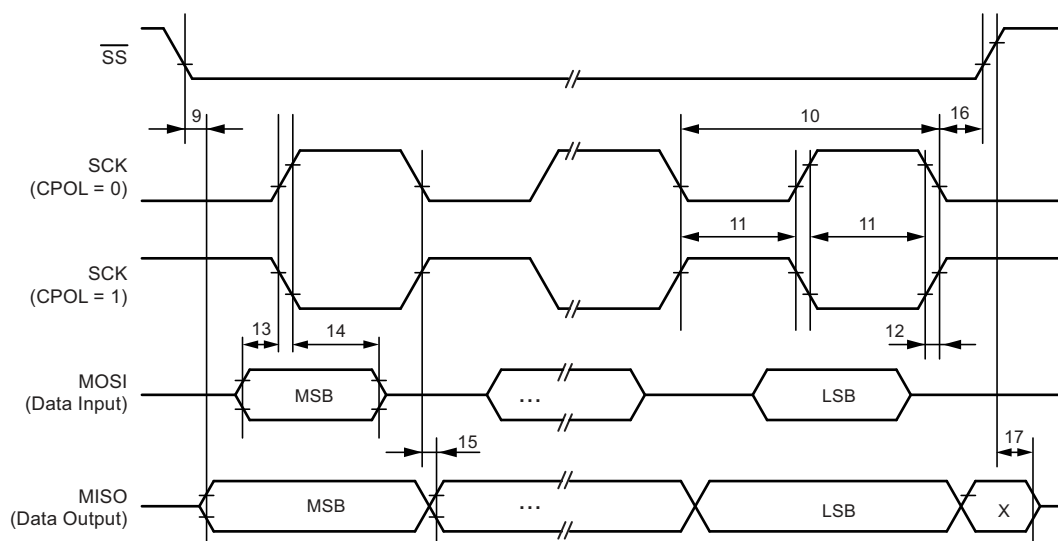 SS
9
10
16
SCK
(CPOL = 0)
11
11
SCK
(CPOL = 1)
13
14
12
MOSI
(Data Input)
MSB
...
LSB
15
17
MISO
(Data Output)
MSB
...
LSB
X